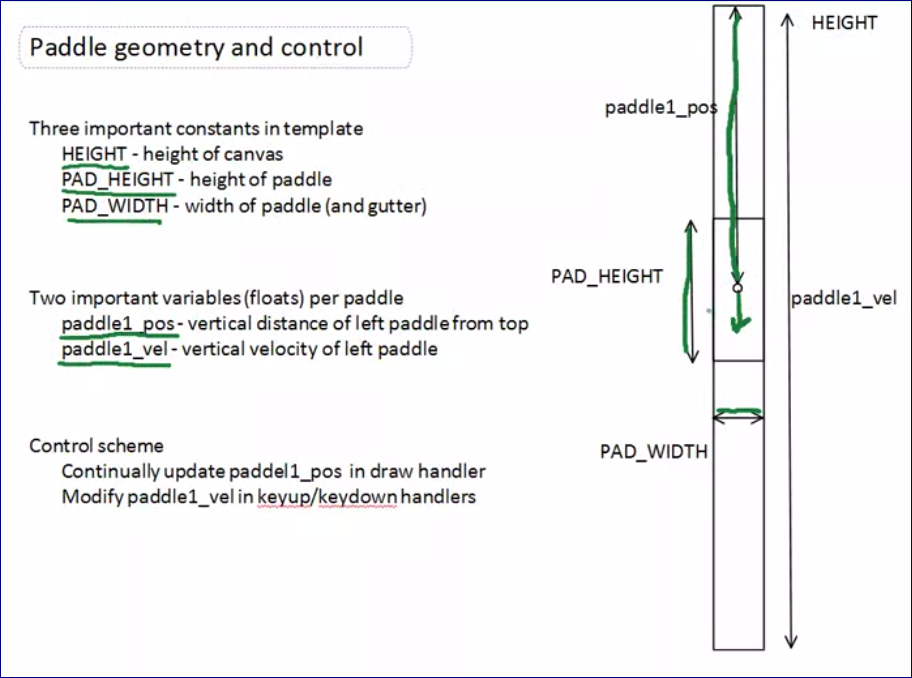 Paddle geometry and control
Three important constants in template
HEIGHT - height of canvas
PAD_HEIGHT - height of paddle
PAD_WIDTH - width of paddle (and gutter)
Two important variables (floats) per paddle
paddle1_pos - vertical distance of left paddle from top
paddle1_vel - vertical velocity of left paddle
Control scheme
Continually update paddel1_pos in draw handler
Modify paddle1_vel in keyup/keydown handlers
HEIGHT
paddle1_pos
PAD_HEIGHT
paddle1_vel
PAD_WIDTH